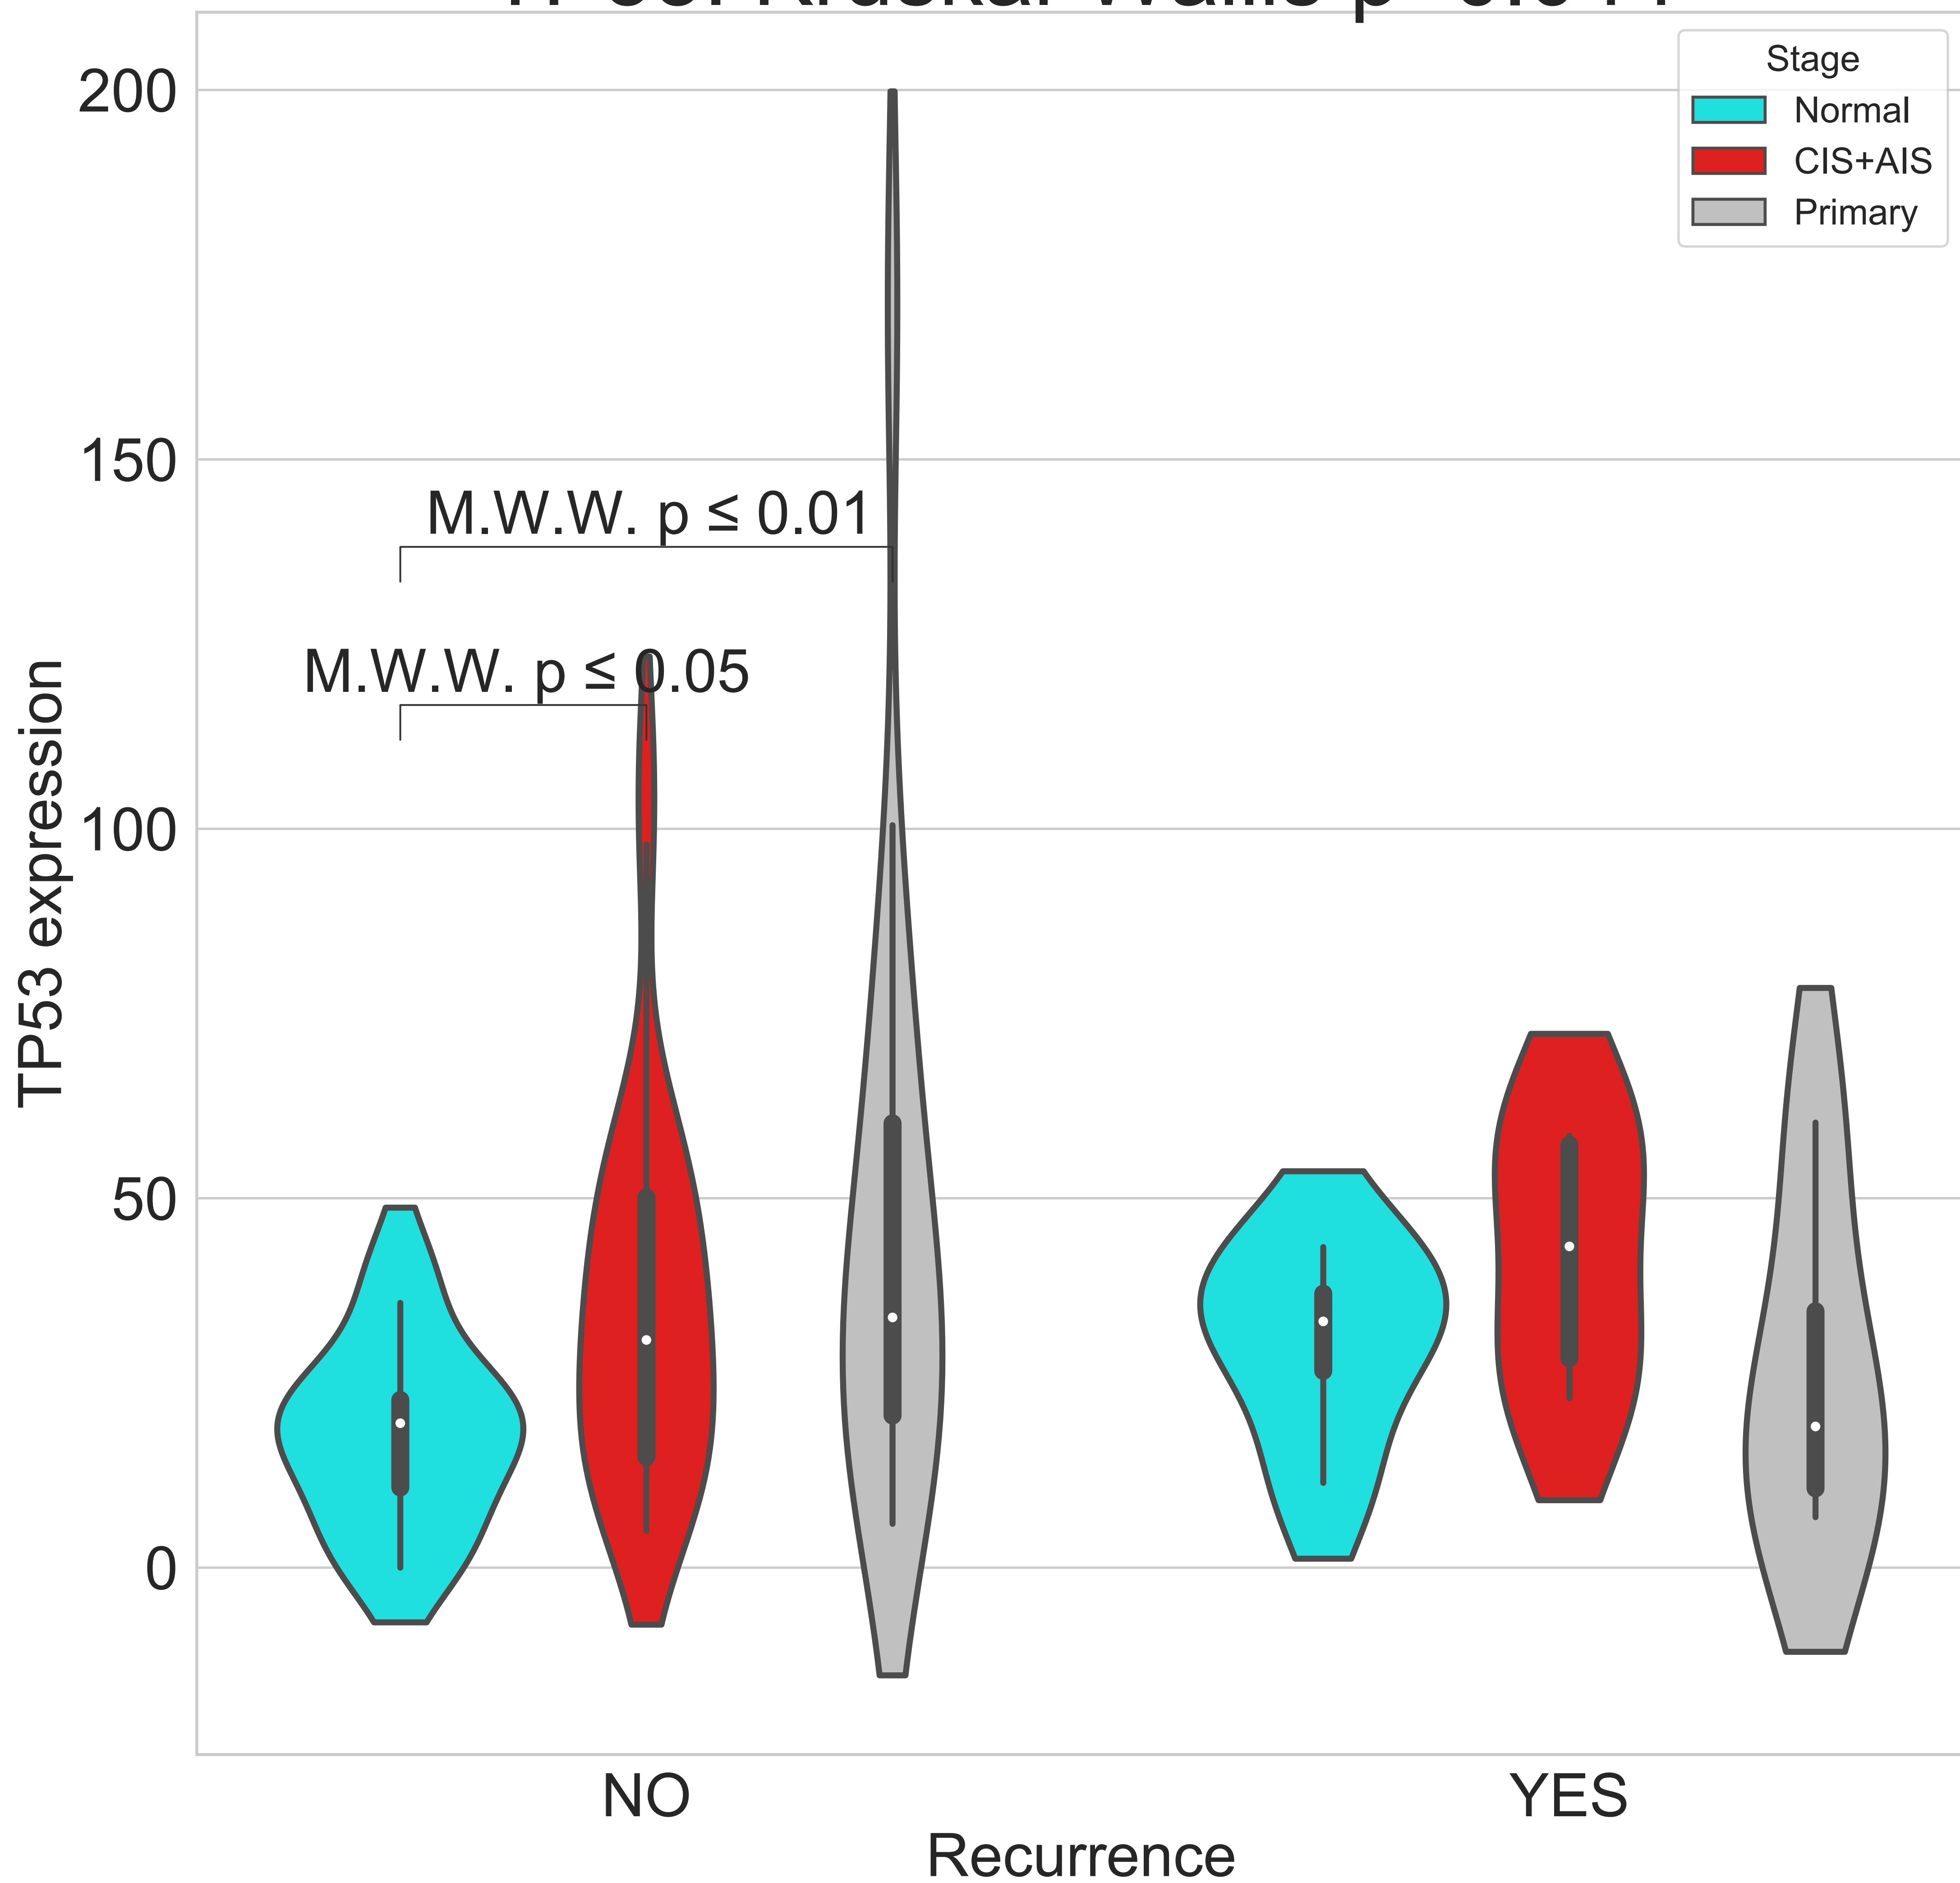 Stage
Normal
CIS+AIS
Primary
200
150
100
50
0
M.W.W. p ≤ 0.01
M.W.W. p ≤ 0.05
TP53 expression
NO
YES
Recurrence